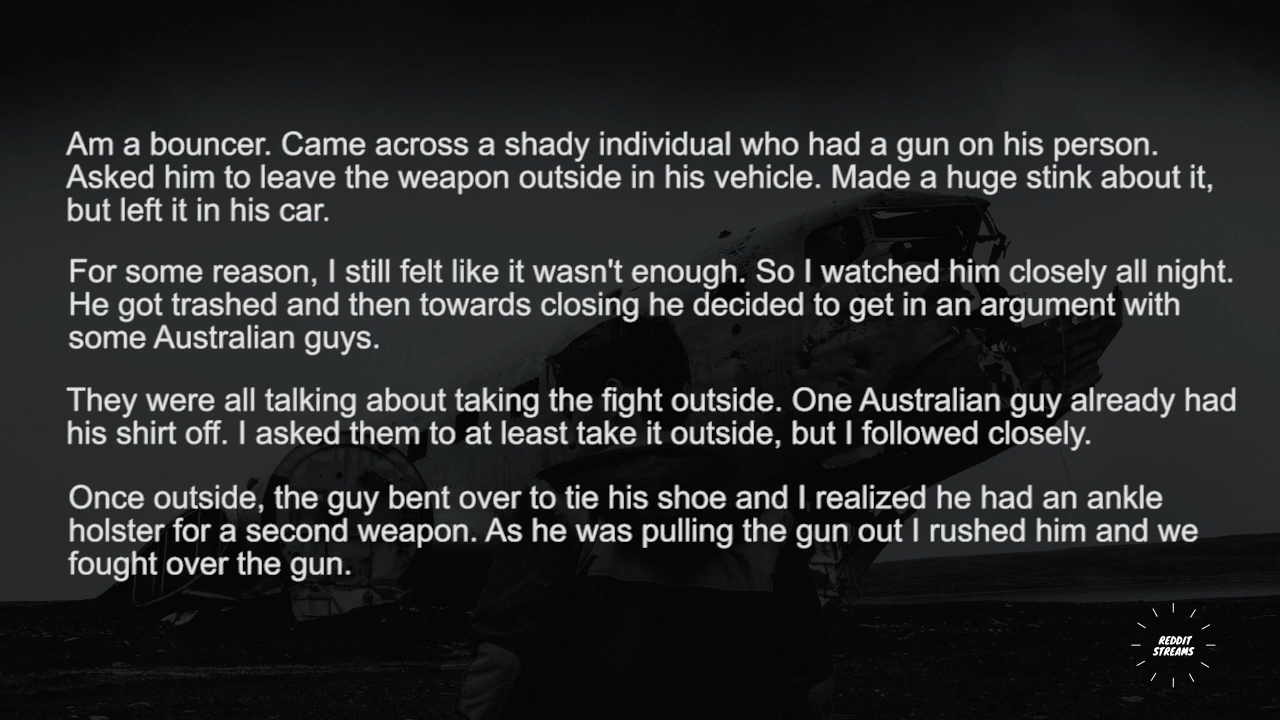 Am a bouncer. Came across a shady individual who had a gun on his person.
Asked him to leave the weapon outside in his vehicle. Made a huge stink about it,
but left it in his car.
For some reason, I still felt like it wasn't enough. So I watched him closely all night.
He got trashed and then towards closing he decided to get in an argument with
some Australian guys.
They were all talking about taking the fight outside. One Australian guy already had
his shirt off. I asked them to at least take it outside, but I followed closely.
Once outside, the guy bent over to tie his shoe and I realized he had an ankle
holster for a second weapon. As he was pulling the gun out I rushed him and we
fought over the gun.
REDDIT
STREAMS